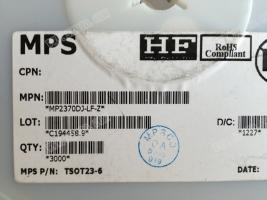 MPS HF RoHS Compliant
CPN:
MPN:
*MP2370DJ-LF-Z*
LOT: D/C:
*C194458.9* *1227*
QTY:
*3000*
MPS P/N: TSOT23-6